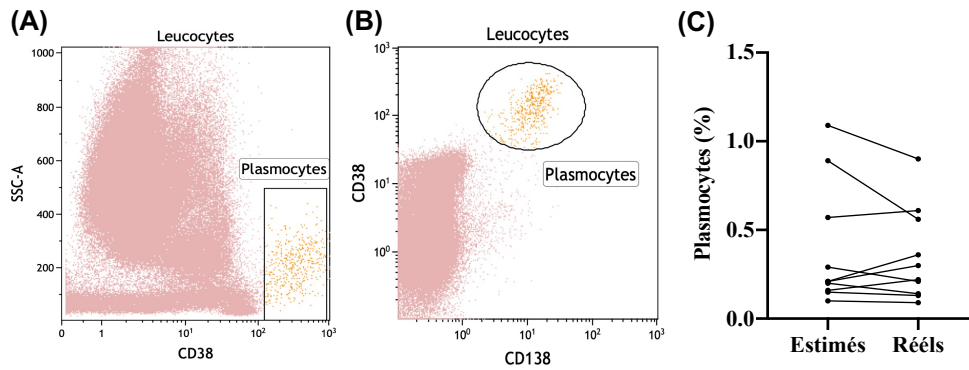 (A)
Leucocytes
1000
800
600
400
200
0
SSC-A
Plasmocytes
0
1
10¹
10²
10³
CD38
(B)
Leucocytes
10³
10²
10¹
10⁰
CD38
Plasmocytes
10⁰
10¹
10²
10³
CD138
(C)
1.5
1.0
0.5
0.0
Plasmocytes (%)
Estimés Réels